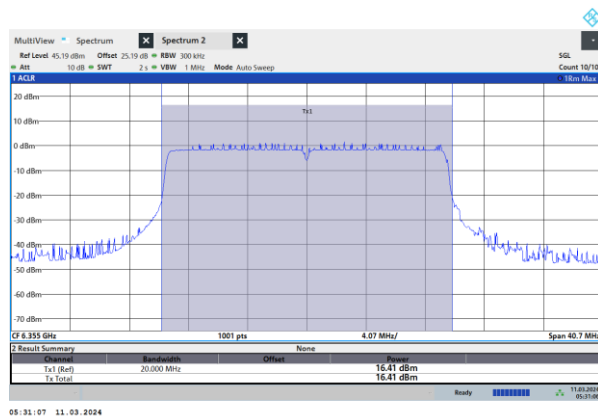 MultiView Spectrum X Spectrum 2 X
Ref Level 45.19 dBm Offset 25.19 dB RBW 300 kHz SGL
Att 10 dB SWT 2 s VBW 1 MHz Mode Auto Sweep Count 10/10
1 ACLR 1Rm Max
Tx1
20 dBm
10 dBm
0 dBm
-10 dBm
-20 dBm
-30 dBm
-40 dBm
-50 dBm
-60 dBm
-70 dBm
CF 6.355 GHz 1001 pts 4.07 MHz/ Span 40.7 MHz
2 Result Summary None
Channel Bandwidth Offset Power
Tx1 (Ref) 20.000 MHz 16.41 dBm
Tx Total 16.41 dBm
Ready 11.03.2024
05:31:06
05:31:07 11.03.2024